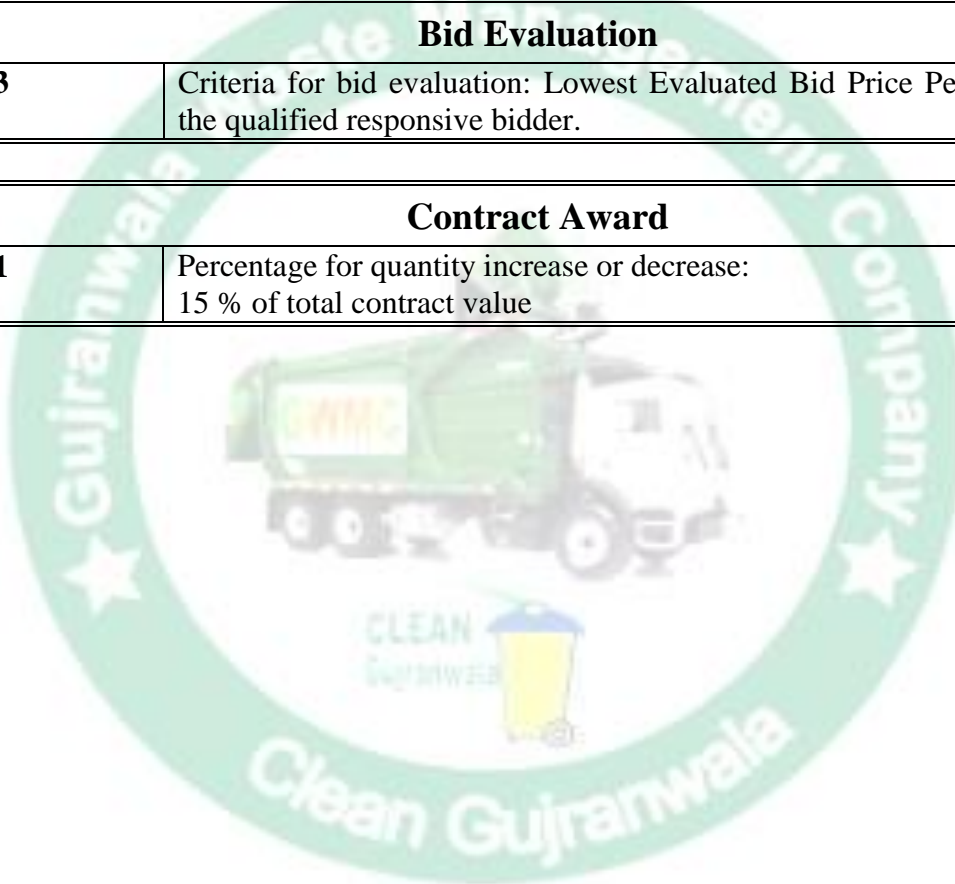 Bid Evaluation
3
Criteria for bid evaluation: Lowest Evaluated Bid Price Pe
the qualified responsive bidder.
Contract Award
1
Percentage for quantity increase or decrease:
15 % of total contract value
Gujranwala Waste Management Company
GWMC
CLEAN
Gujranwala
Clean Gujranwala